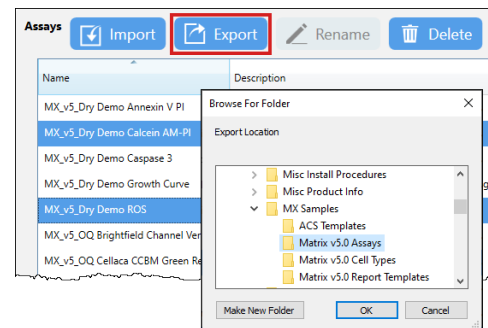 Assays
Import
Export
Rename
Delete
Name
Description
MX_v5_Dry Demo Annexin V PI
MX_v5_Dry Demo Calcein AM-PI
MX_v5_Dry Demo Caspase 3
MX_v5_Dry Demo Growth Curve
MX_v5_Dry Demo ROS
MX_v5_OQ Brightfield Channel Ver
MX_v5_OQ Cellaca CCBM Green Re
Browse For Folder
Export Location
Misc Install Procedures
Misc Product Info
MX Samples
ACS Templates
Matrix v5.0 Assays
Matrix v5.0 Cell Types
Matrix v5.0 Report Templates
Make New Folder
OK
Cancel